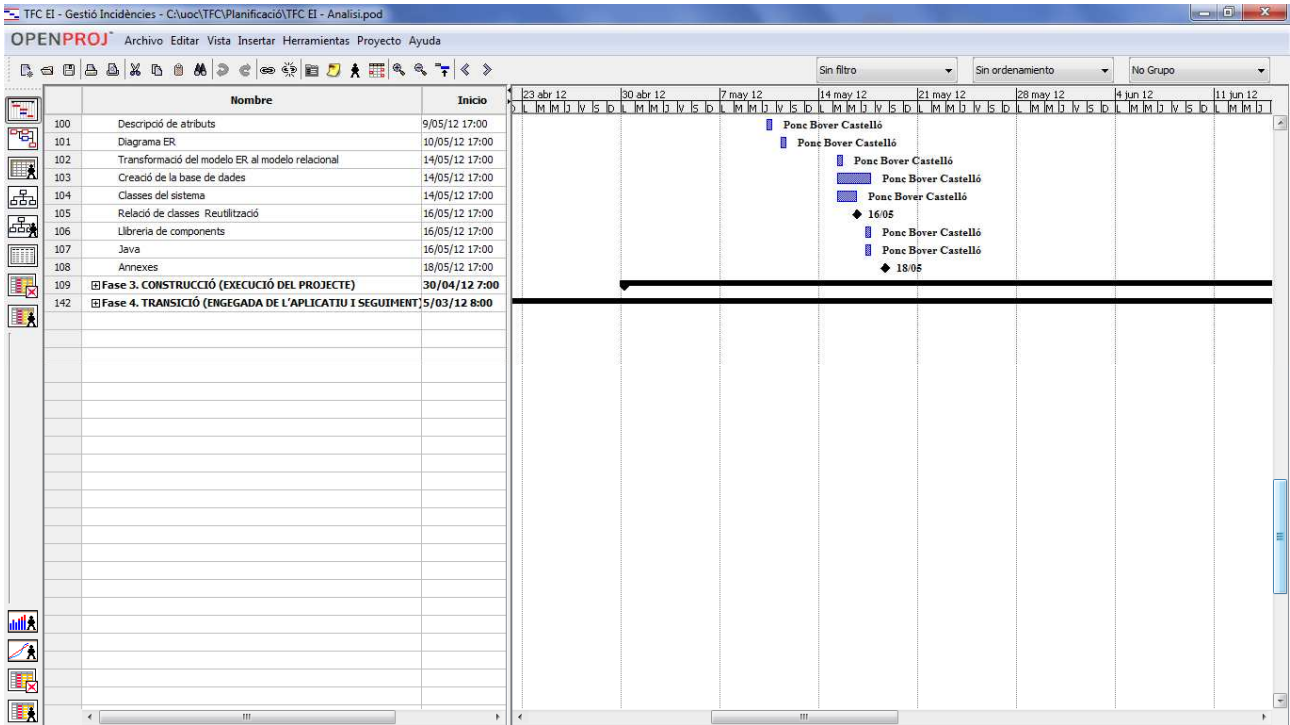 TFC EI - Gestió Incidències - C:\uoc\TFC\Planificació\TFC EI - Analisi.pod
OPENPROJ Archivo Editar Vista Insertar Herramientas Proyecto Ayuda
Sin filtro Sin ordenamiento No Grupo
Nombre Inicio
23 abr 12 30 abr 12 7 may 12 14 may 12 21 may 12 28 may 12 4 jun 12 11 jun 12
D L M M J V S D L M M J V S D L M M J V S D L M M J V S D L M M J V S D L M M J V S D L M M J V S D L M M J
100 Descripció de atributs 9/05/12 17:00 Ponc Bover Castelló
101 Diagrama ER 10/05/12 17:00 Ponc Bover Castelló
102 Transformació del modelo ER al modelo relacional 14/05/12 17:00 Ponc Bover Castelló
103 Creació de la base de dades 14/05/12 17:00 Ponc Bover Castelló
104 Classes del sistema 14/05/12 17:00 Ponc Bover Castelló
105 Relació de classes Reutilització 16/05/12 17:00 16/05
106 Llibreria de components 16/05/12 17:00 Ponc Bover Castelló
107 Java 16/05/12 17:00 Ponc Bover Castelló
108 Annexes 18/05/12 17:00 18/05
109 Fase 3. CONSTRUCCIÓ (EXECUCIÓ DEL PROJECTE) 30/04/12 7:00
142 Fase 4. TRANSICIÓ (ENGEGADA DE L'APLICATIU I SEGUIMENT) 5/03/12 8:00